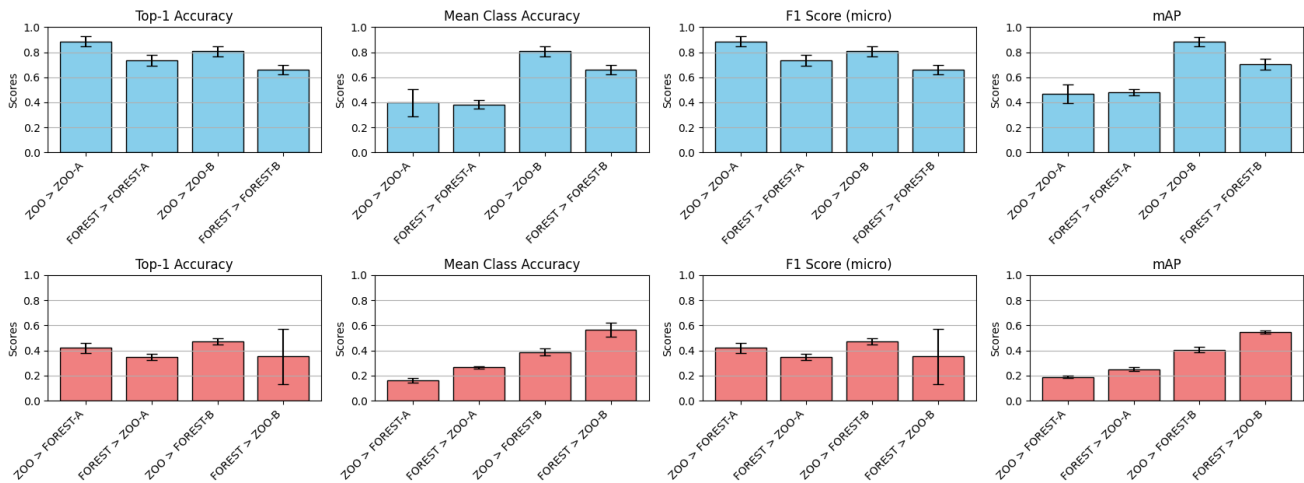 Top-1 Accuracy
Mean Class Accuracy
F1 Score (micro)
mAP
1.0
0.8
0.6
0.4
0.2
0.0
Scores
ZOO > ZOO-A
FOREST > FOREST-A
ZOO > ZOO-B
FOREST > FOREST-B
1.0
0.8
0.6
0.4
0.2
0.0
Scores
ZOO > ZOO-A
FOREST > FOREST-A
ZOO > ZOO-B
FOREST > FOREST-B
1.0
0.8
0.6
0.4
0.2
0.0
Scores
ZOO > ZOO-A
FOREST > FOREST-A
ZOO > ZOO-B
FOREST > FOREST-B
1.0
0.8
0.6
0.4
0.2
0.0
Scores
ZOO > ZOO-A
FOREST > FOREST-A
ZOO > ZOO-B
FOREST > FOREST-B
Top-1 Accuracy
Mean Class Accuracy
F1 Score (micro)
mAP
1.0
0.8
0.6
0.4
0.2
0.0
Scores
ZOO > FOREST-A
FOREST > ZOO-A
ZOO > FOREST-B
FOREST > ZOO-B
1.0
0.8
0.6
0.4
0.2
0.0
Scores
ZOO > FOREST-A
FOREST > ZOO-A
ZOO > FOREST-B
FOREST > ZOO-B
1.0
0.8
0.6
0.4
0.2
0.0
Scores
ZOO > FOREST-A
FOREST > ZOO-A
ZOO > FOREST-B
FOREST > ZOO-B
1.0
0.8
0.6
0.4
0.2
0.0
Scores
ZOO > FOREST-A
FOREST > ZOO-A
ZOO > FOREST-B
FOREST > ZOO-B